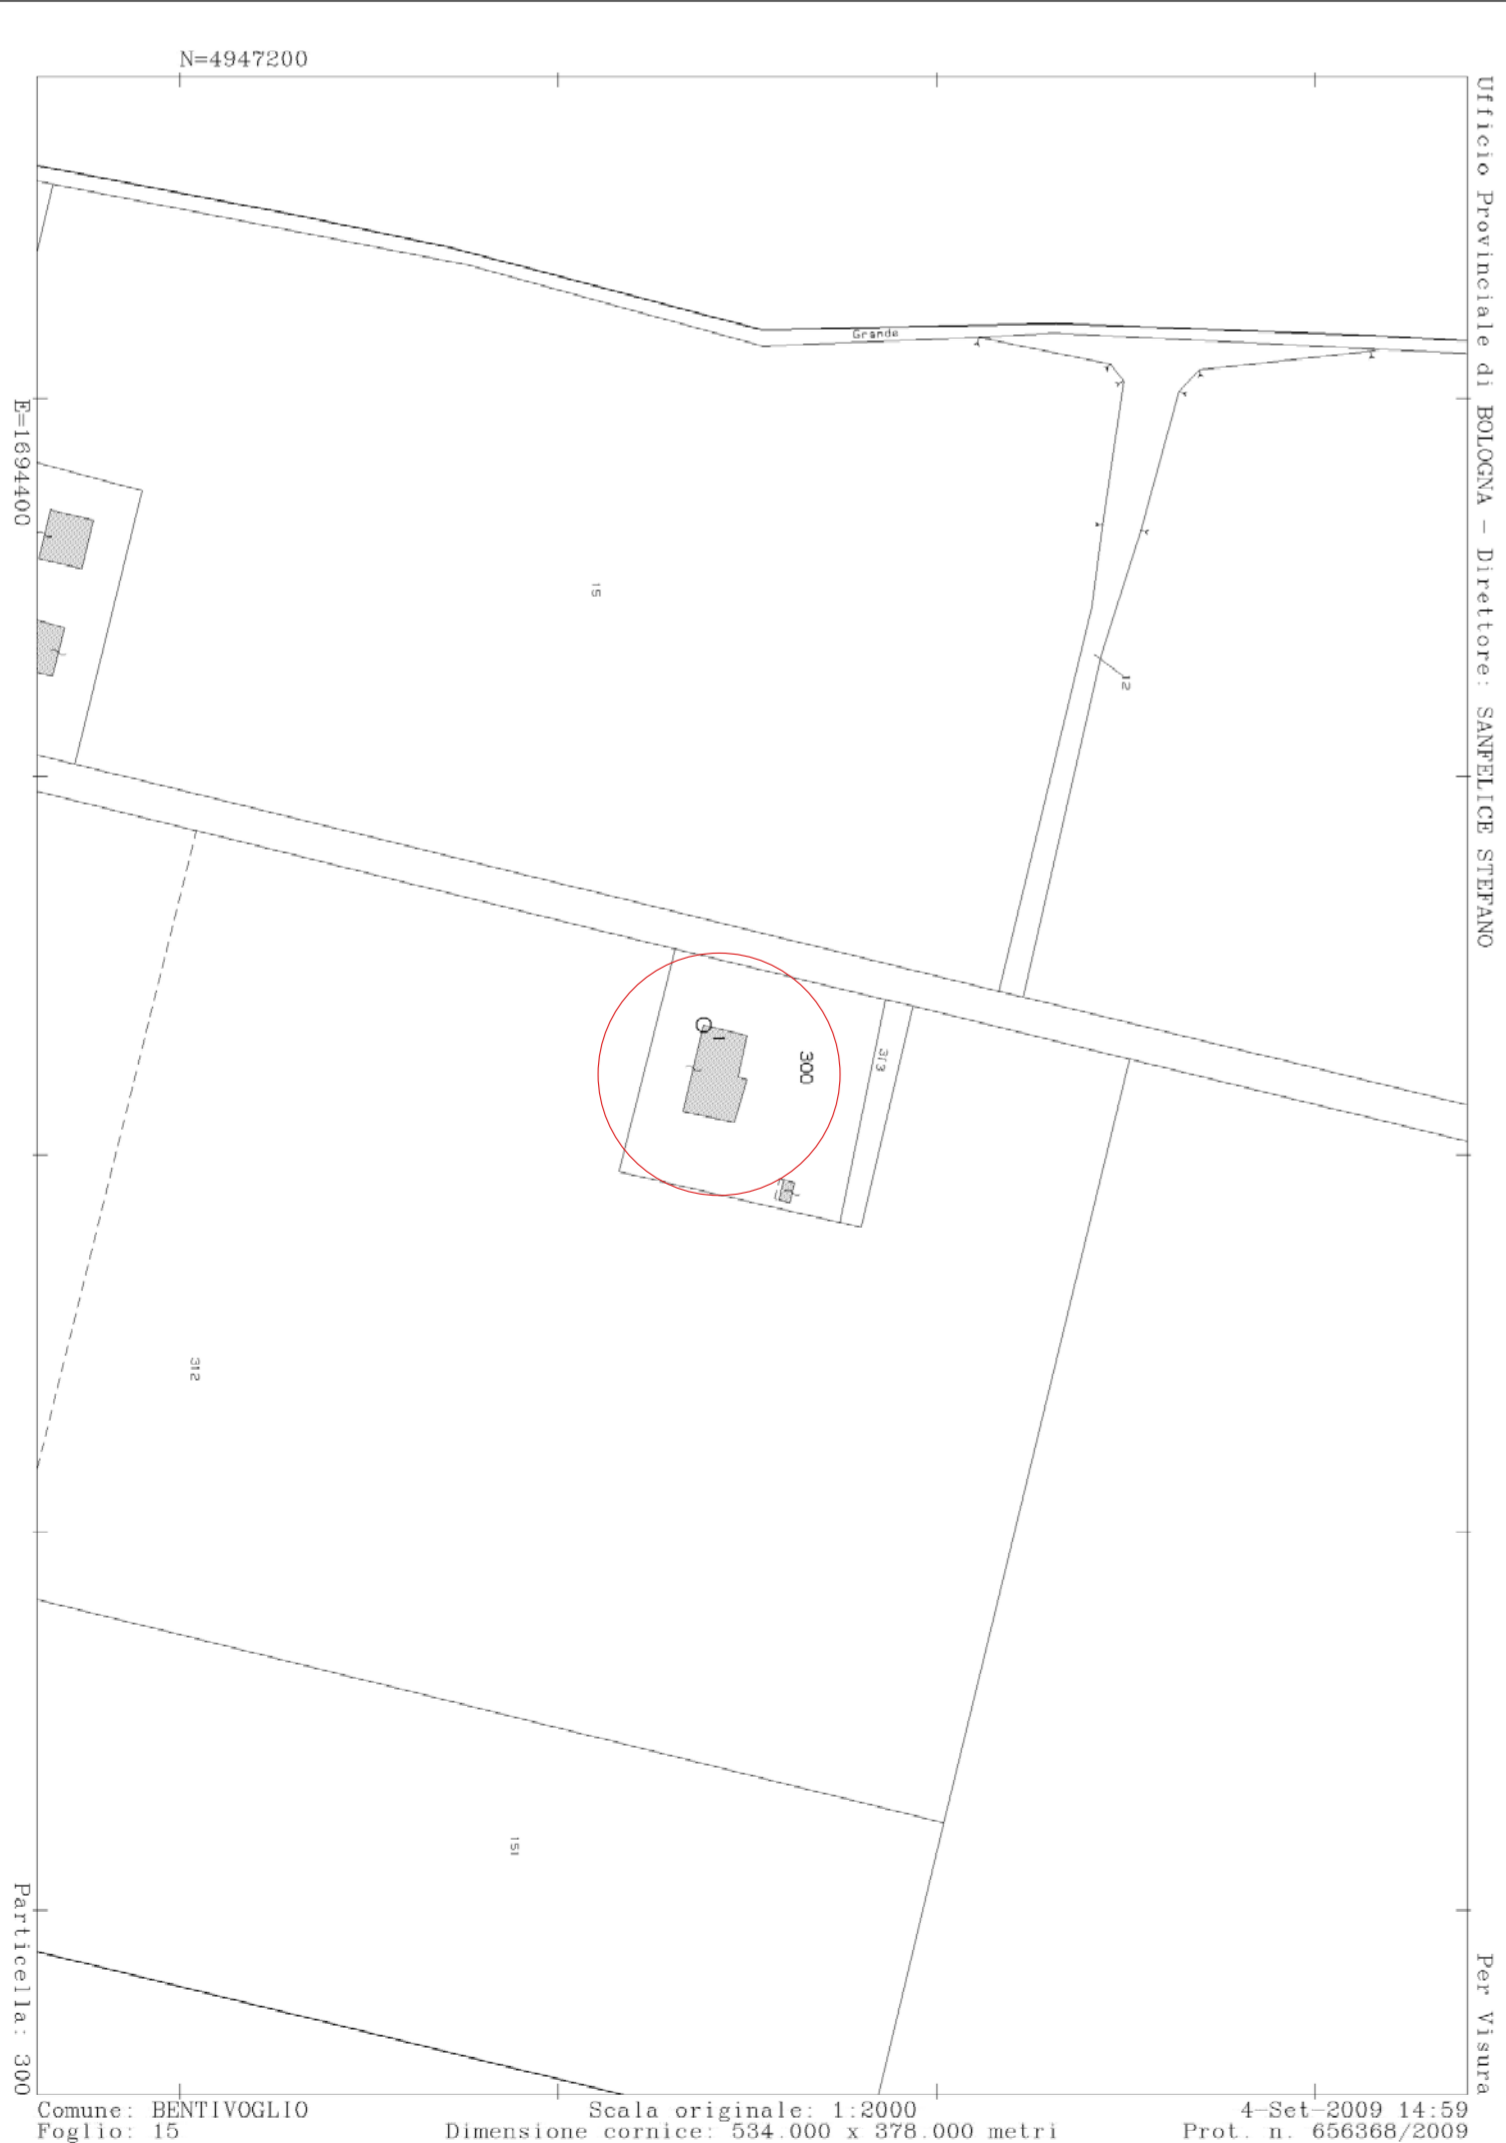 N=4947200
Ufficio Provinciale di BOLOGNA - Direttore: SANFELICE STEFANO
Per Visura
E=1694400
Particella: 300
Grande
15
12
1
300
313
312
151
Comune: BENTIVOGLIO
Scala originale: 1:2000
4-Set-2009 14:59
Foglio: 15
Dimensione cornice: 534.000 x 378.000 metri
Prot. n. 656368/2009